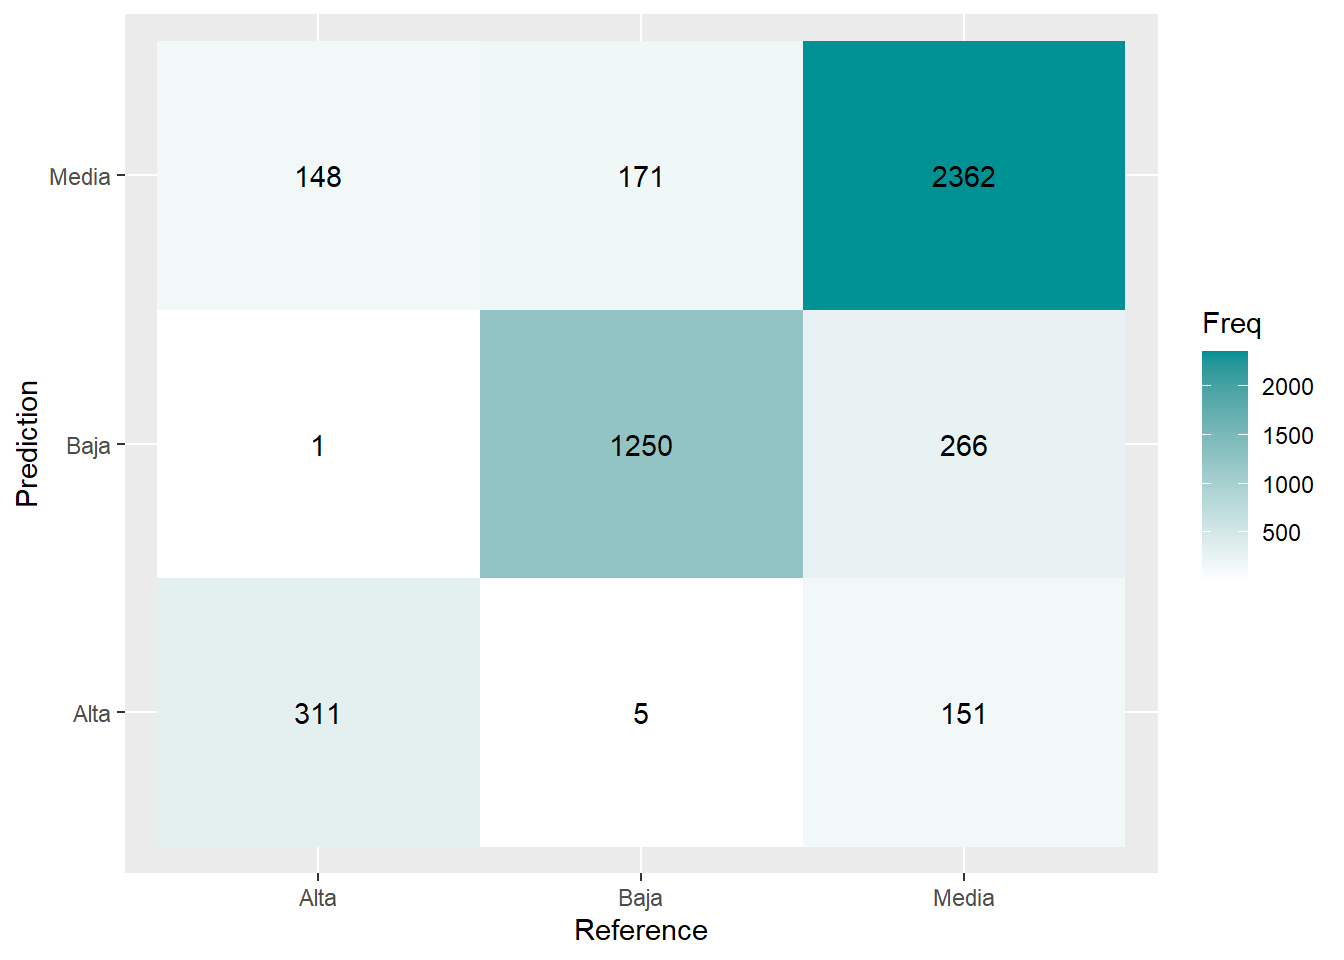 Media
148
171
2362
Baja
1
1250
266
Alta
311
5
151
Alta
Baja
Media
Reference
Prediction
Freq
2000
1500
1000
500